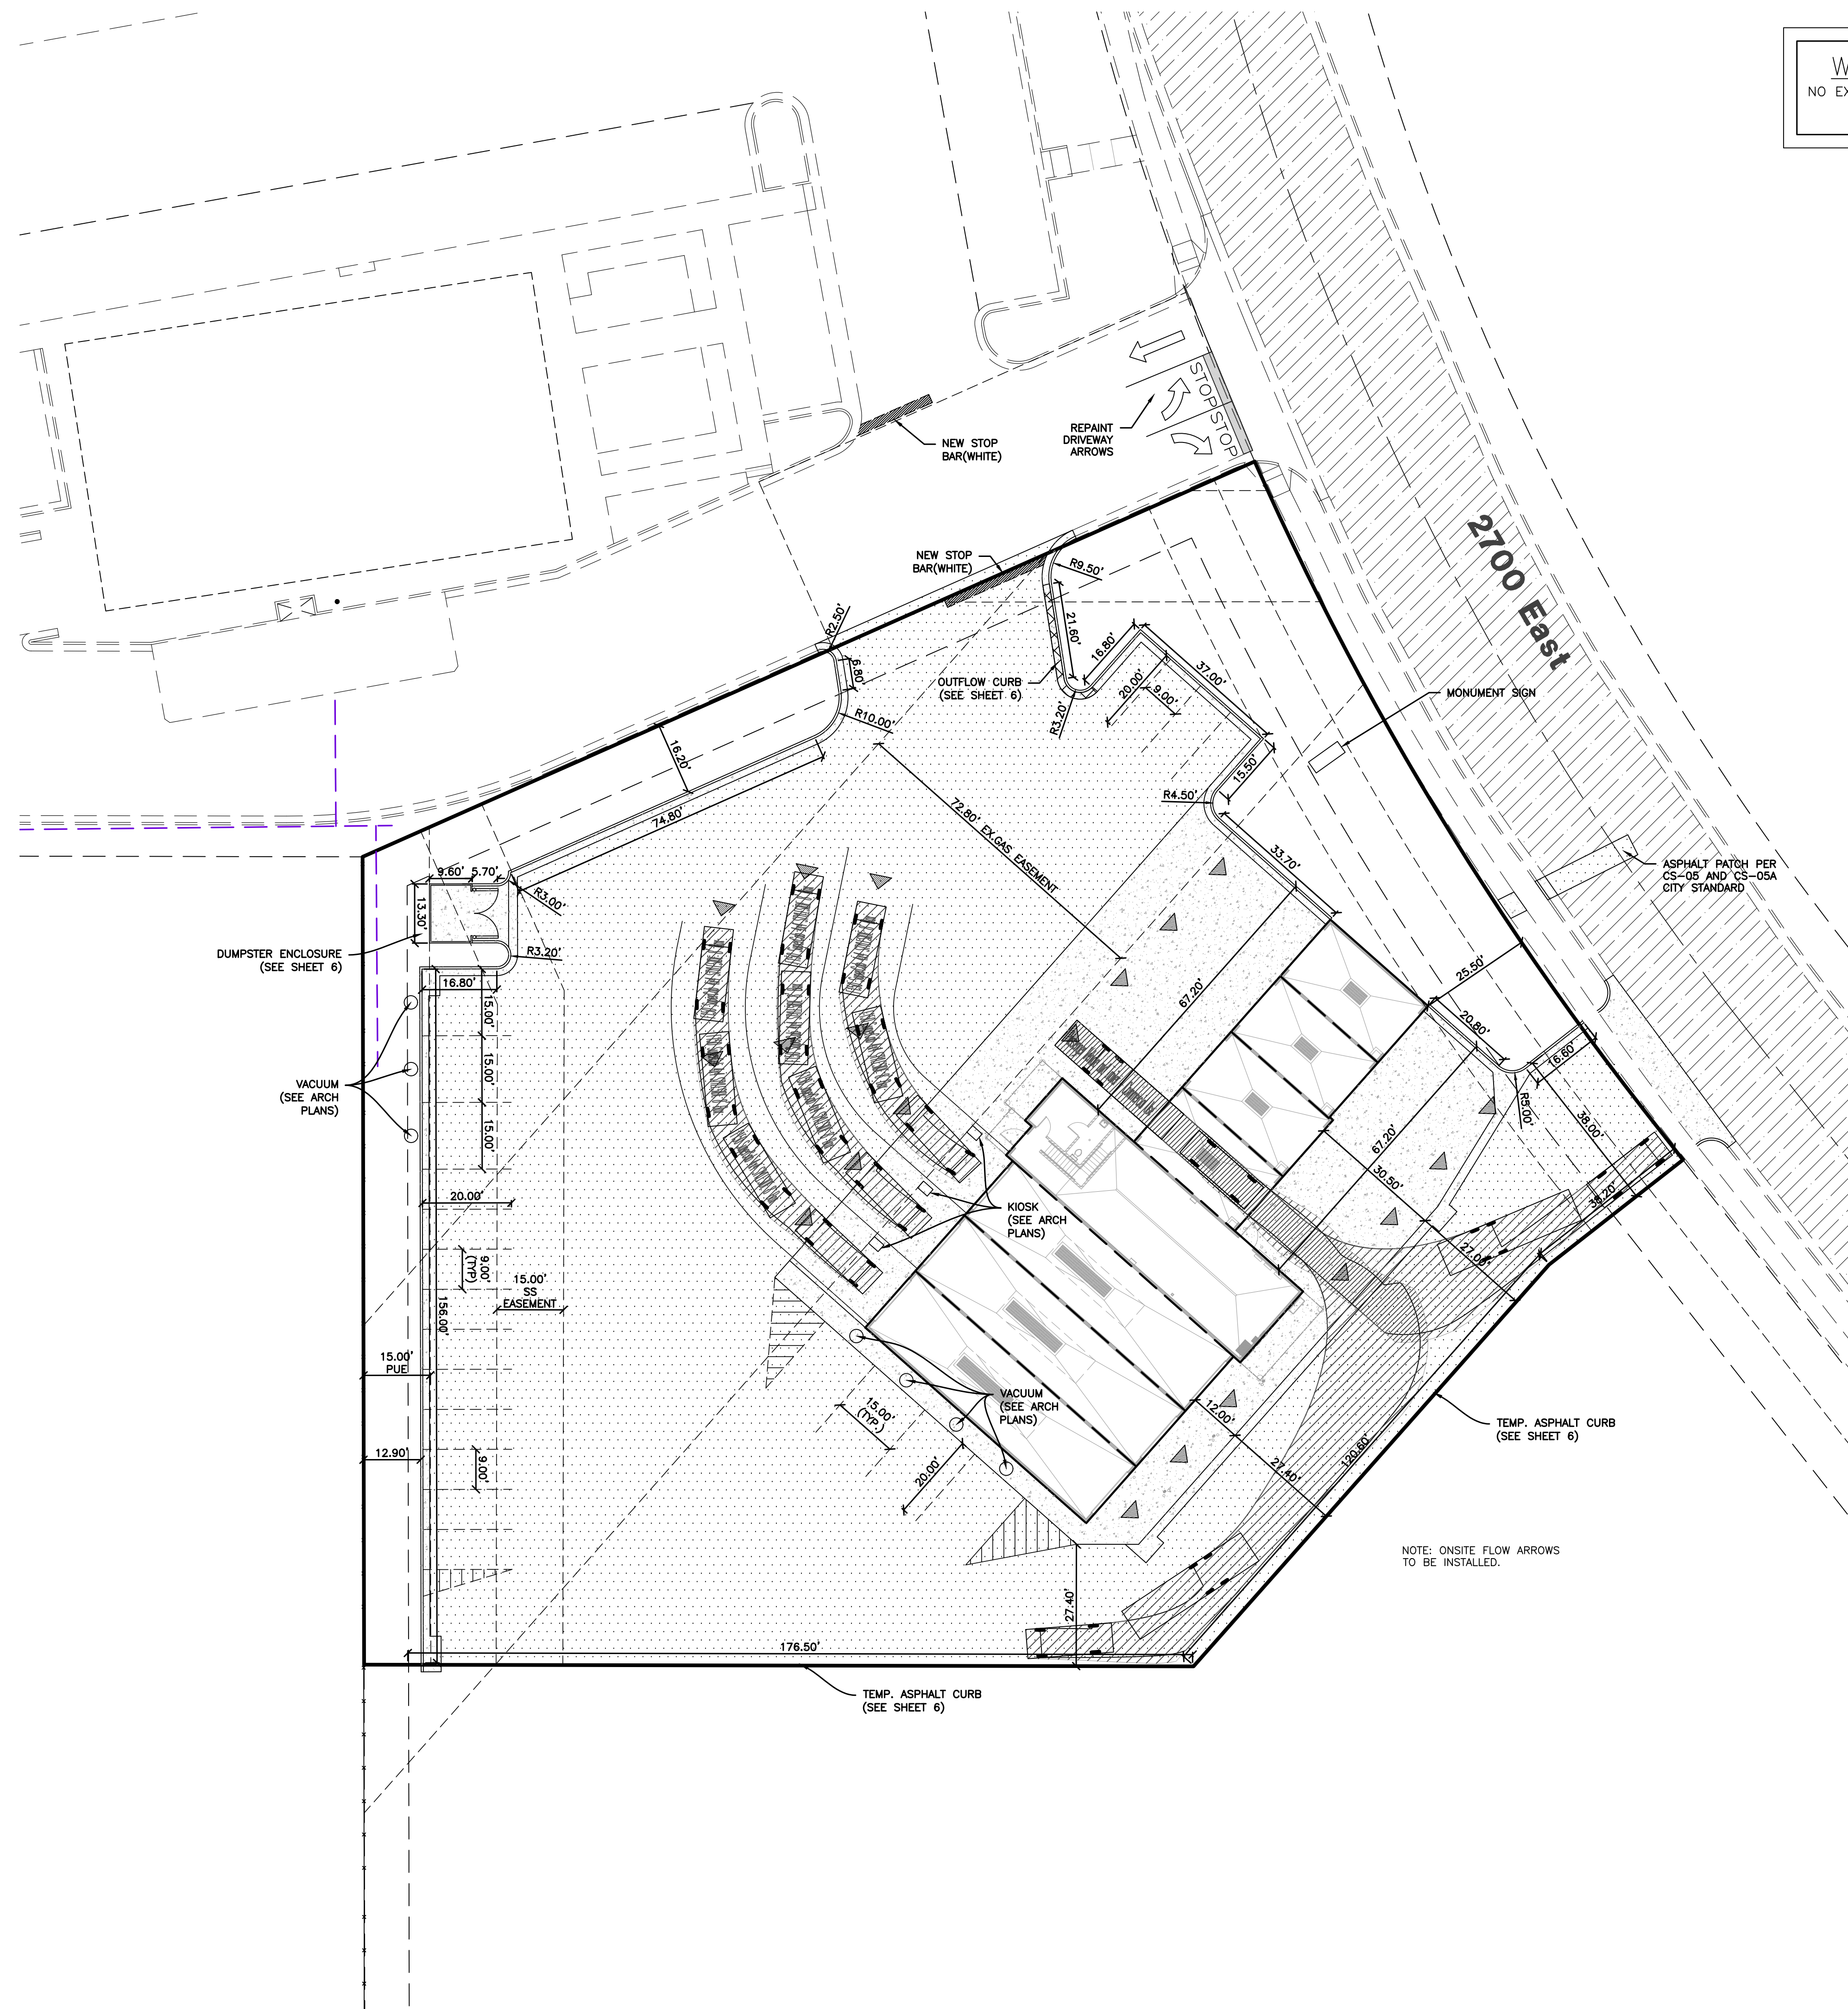 W
NO EX
STOP
STOP
REPAINT
DRIVEWAY
ARROWS
NEW STOP
BAR(WHITE)
2700 East
NEW STOP
BAR(WHITE)
R9.50'
R2.50'
21.60'
16.80'
6.80'
37.00'
OUTFLOW CURB
(SEE SHEET 6)
20.00'
9.00'
MONUMENT SIGN
R10.00'
R3.20'
16.20'
15.50'
R4.50'
74.80'
72.80' EX.GAS EASEMENT
33.70'
ASPHALT PATCH PER
CS-05 AND CS-05A
CITY STANDARD
9.60'
5.70'
R3.00'
13.30'
DUMPSTER ENCLOSURE
(SEE SHEET 6)
R3.20'
25.50'
16.80'
67.20'
15.00'
20.80'
16.60'
15.00'
VACUUM
(SEE ARCH
PLANS)
R5.00'
38.00'
15.00'
67.20'
30.50'
20.00'
38.20'
KIOSK
(SEE ARCH
PLANS)
27.00'
9.00'
(TYP)
15.00'
SS
EASEMENT
156.00'
15.00'
PUE
VACUUM
(SEE ARCH
PLANS)
15.00'
(TYP.)
12.00'
TEMP. ASPHALT CURB
(SEE SHEET 6)
12.90'
9.00'
20.00'
27.40'
120.60'
NOTE: ONSITE FLOW ARROWS
TO BE INSTALLED.
27.40'
176.50'
TEMP. ASPHALT CURB
(SEE SHEET 6)